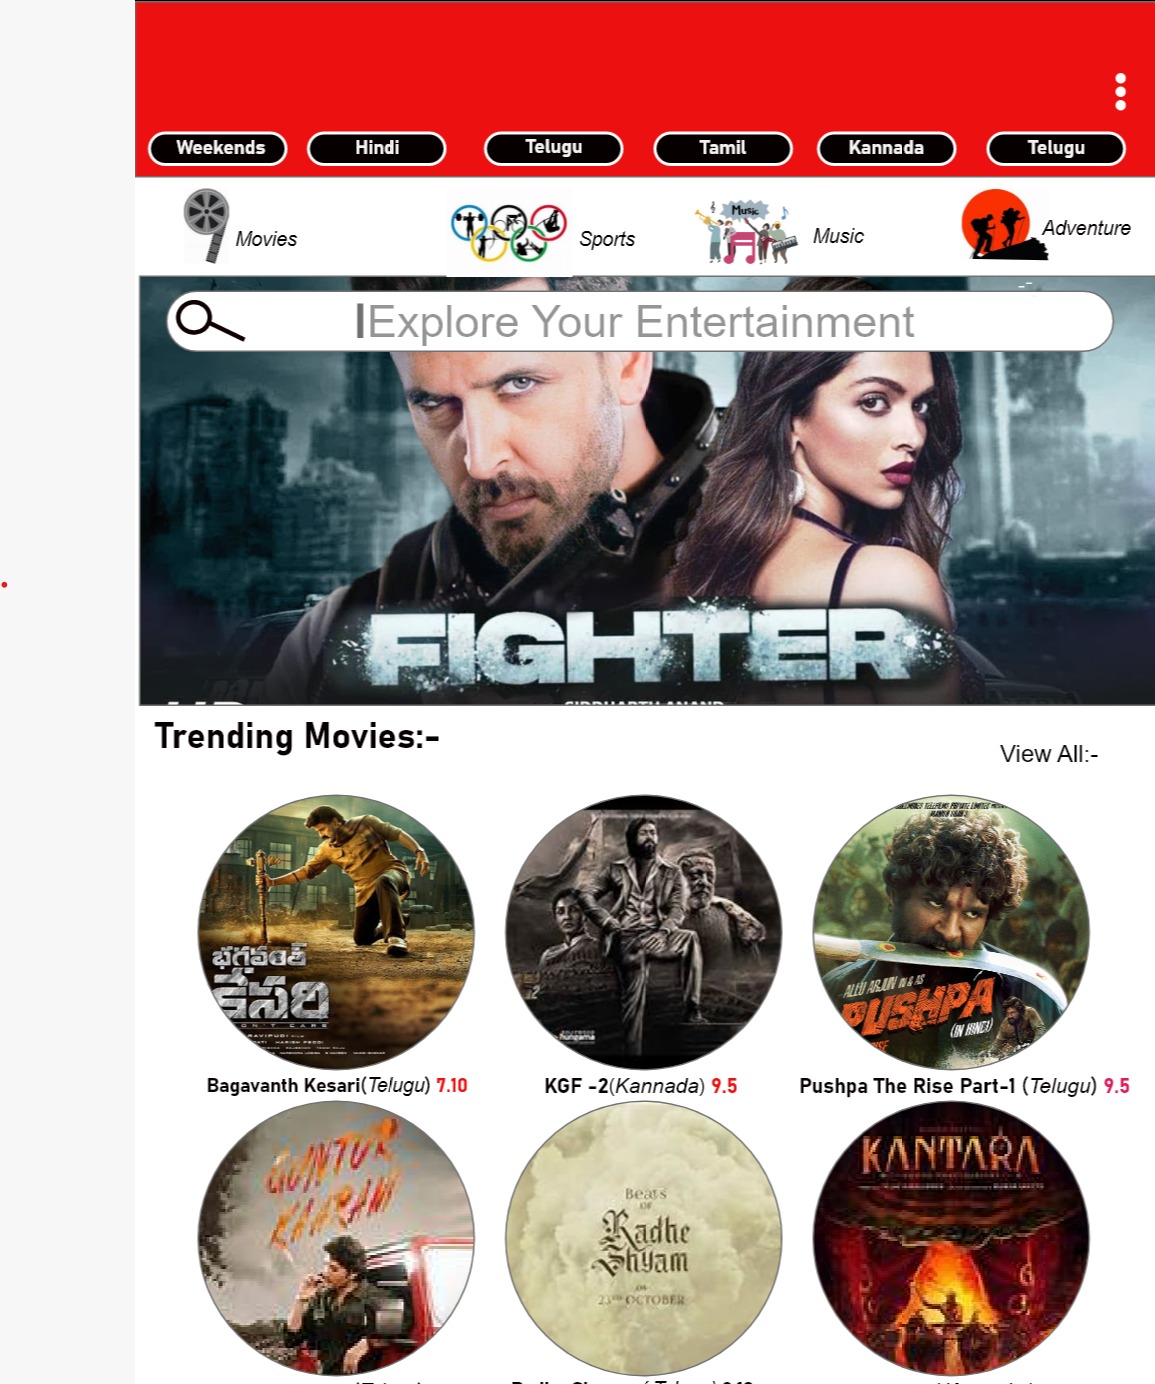 Weekends Hindi Telugu Tamil Kannada Telugu
Movies Sports Music Adventure
Music
Explore Your Entertainment
FIGHTER
SIDDHARTH ANAND
Trending Movies:-
View All:-
భగవంత్
కేసరి
PUSHPA
ALLU ARJUN IN & AS
(IN HINDI)
Bagavanth Kesari(Telugu) 7.10
KGF -2(Kannada) 9.5
Pushpa The Rise Part-1 (Telugu) 9.5
GUNTUR
KAARAM
Beats
OF
Radhe
Shyam
ON
23RD OCTOBER
KANTARA